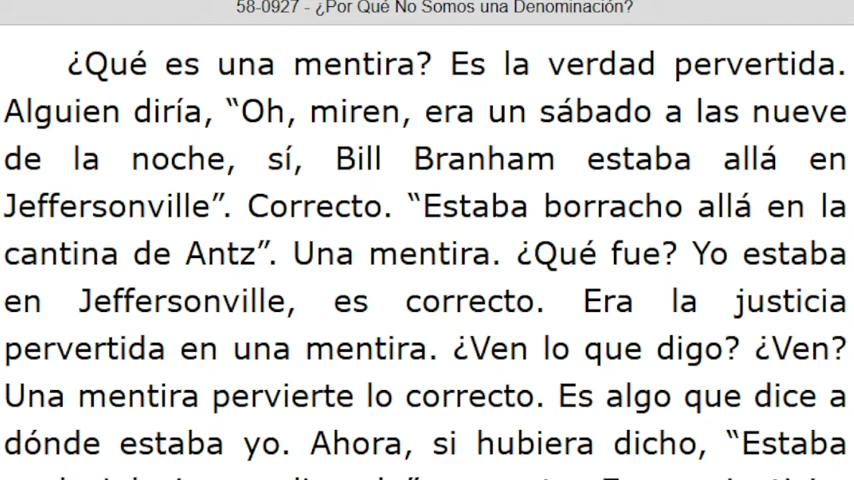 58-0927 - ¿Por Qué No Somos una Denominación?
¿Qué es una mentira? Es la verdad pervertida.
Alguien diría, “Oh, miren, era un sábado a las nueve
de la noche, sí, Bill Branham estaba allá en
Jeffersonville”. Correcto. “Estaba borracho allá en la
cantina de Antz”. Una mentira. ¿Qué fue? Yo estaba
en Jeffersonville, es correcto. Era la justicia
pervertida en una mentira. ¿Ven lo que digo? ¿Ven?
Una mentira pervierte lo correcto. Es algo que dice a
dónde estaba yo. Ahora, si hubiera dicho, “Estaba